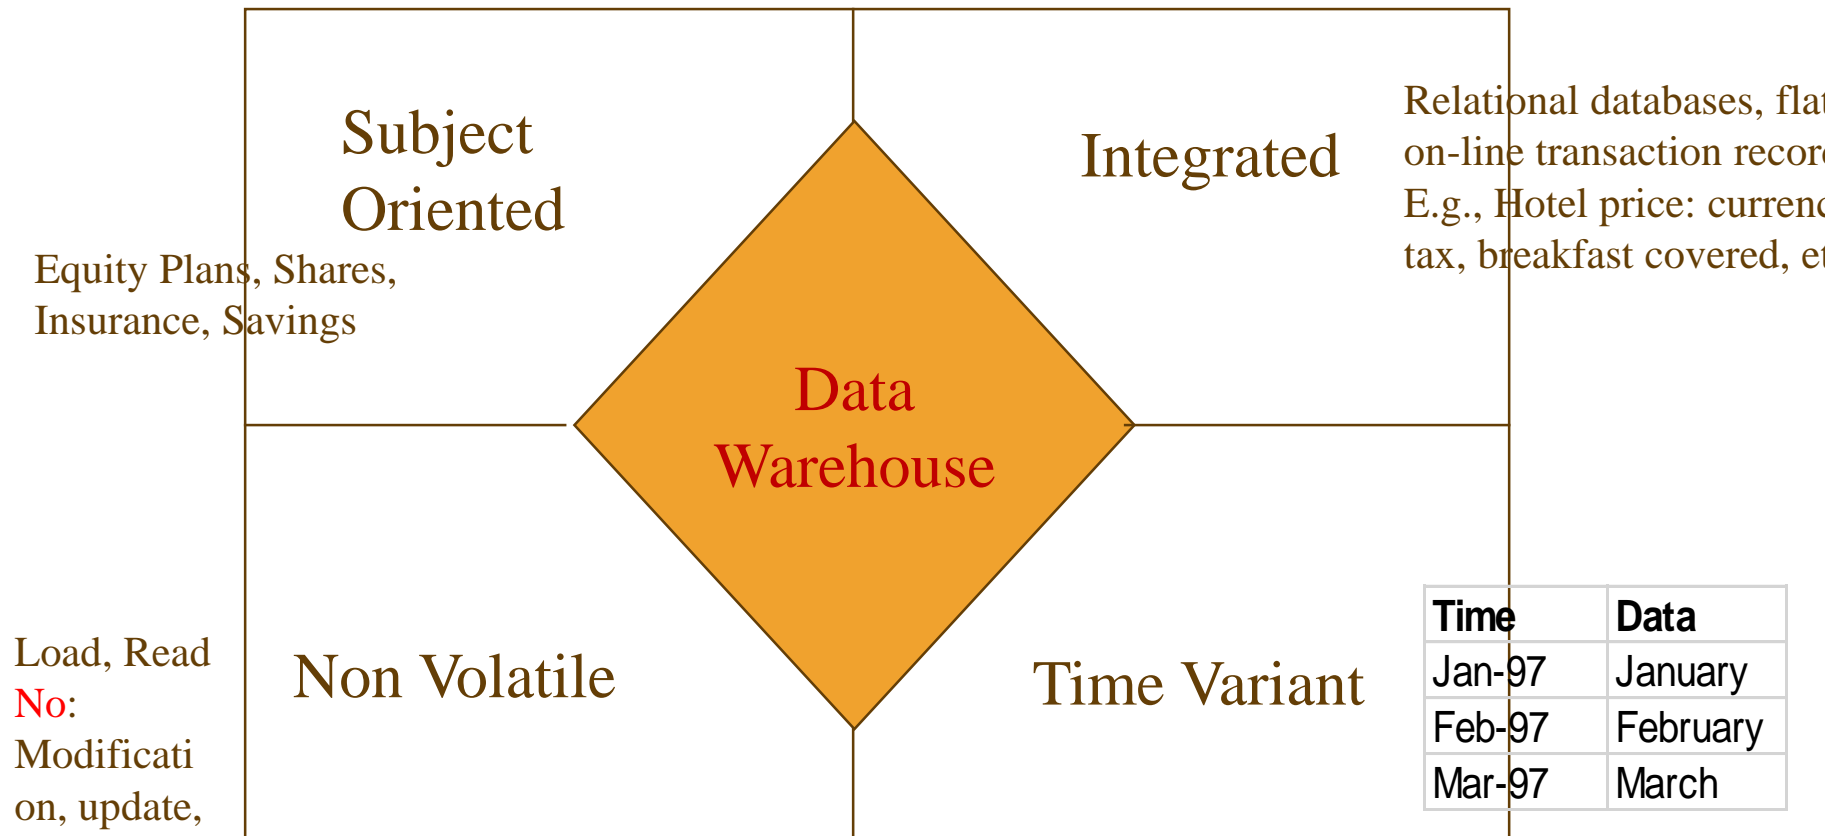 Subject
Oriented
Equity Plans, Shares,
Insurance, Savings
Integrated
Relational databases, flat
on-line transaction record
E.g., Hotel price: currenc
tax, breakfast covered, et
Data
Warehouse
Load, Read
No:
Modificati
on, update,
Non Volatile
Time Variant
Time Data
Jan-97 January
Feb-97 February
Mar-97 March